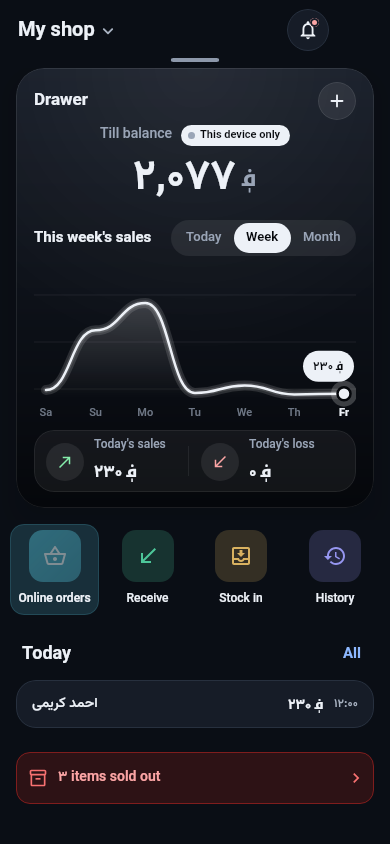 My shop
Drawer
Till balance
This device only
۲,۰۷۷ ؋
This week's sales
Today Week Month
۲۳۰ ؋
Sa Su Mo Tu We Th Fr
Today's sales
۲۳۰ ؋
Today's loss
۰ ؋
Online orders Receive Stock in History
Today All
احمد کریمی ۲۳۰ ؋ ۱۲:۰۰
۳ items sold out